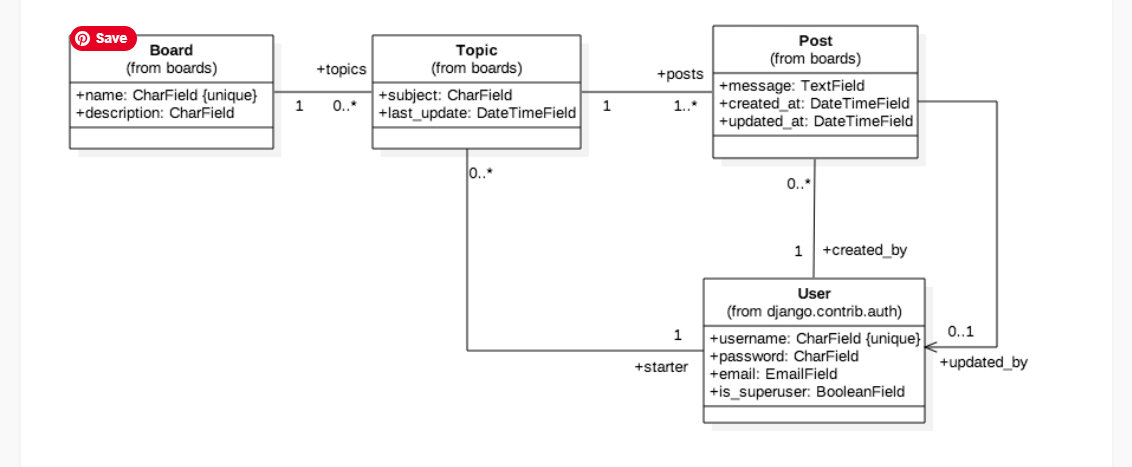 Save
Board
(from boards)
+name: CharField {unique}
+description: CharField
+topics
1
0..*
Topic
(from boards)
+subject: CharField
+last_update: DateTimeField
+posts
1
1..*
Post
(from boards)
+message: TextField
+created_at: DateTimeField
+updated_at: DateTimeField
0..*
0..*
1
+created_by
User
(from django.contrib.auth)
+username: CharField {unique}
+password: CharField
+email: EmailField
+is_superuser: BooleanField
1
+starter
0..1
+updated_by